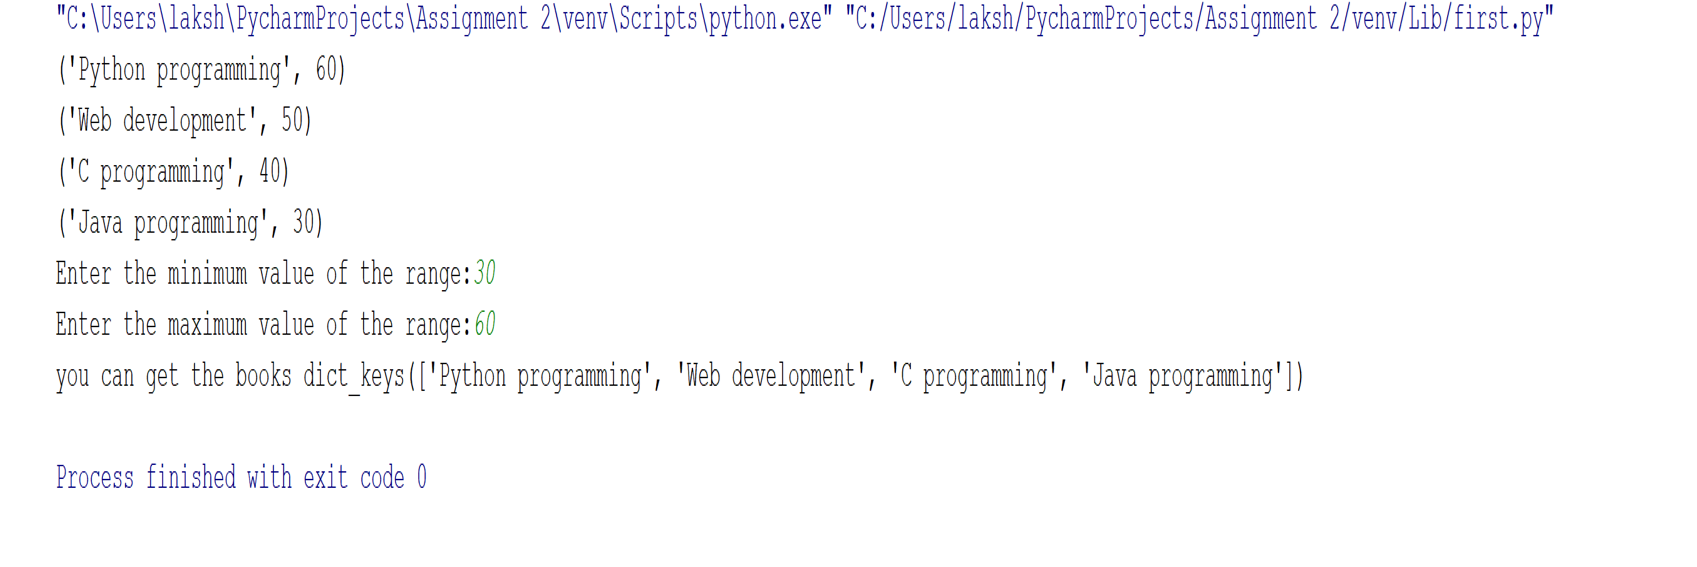 "C:\Users\laksh\PycharmProjects\Assignment 2\venv\Scripts\python.exe" "C:/Users/laksh/PycharmProjects/Assignment 2/venv/Lib/first.py"
('Python programming', 60)
('Web development', 50)
('C programming', 40)
('Java programming', 30)
Enter the minimum value of the range:30
Enter the maximum value of the range:60
you can get the books dict_keys(['Python programming', 'Web development', 'C programming', 'Java programming'])
Process finished with exit code 0